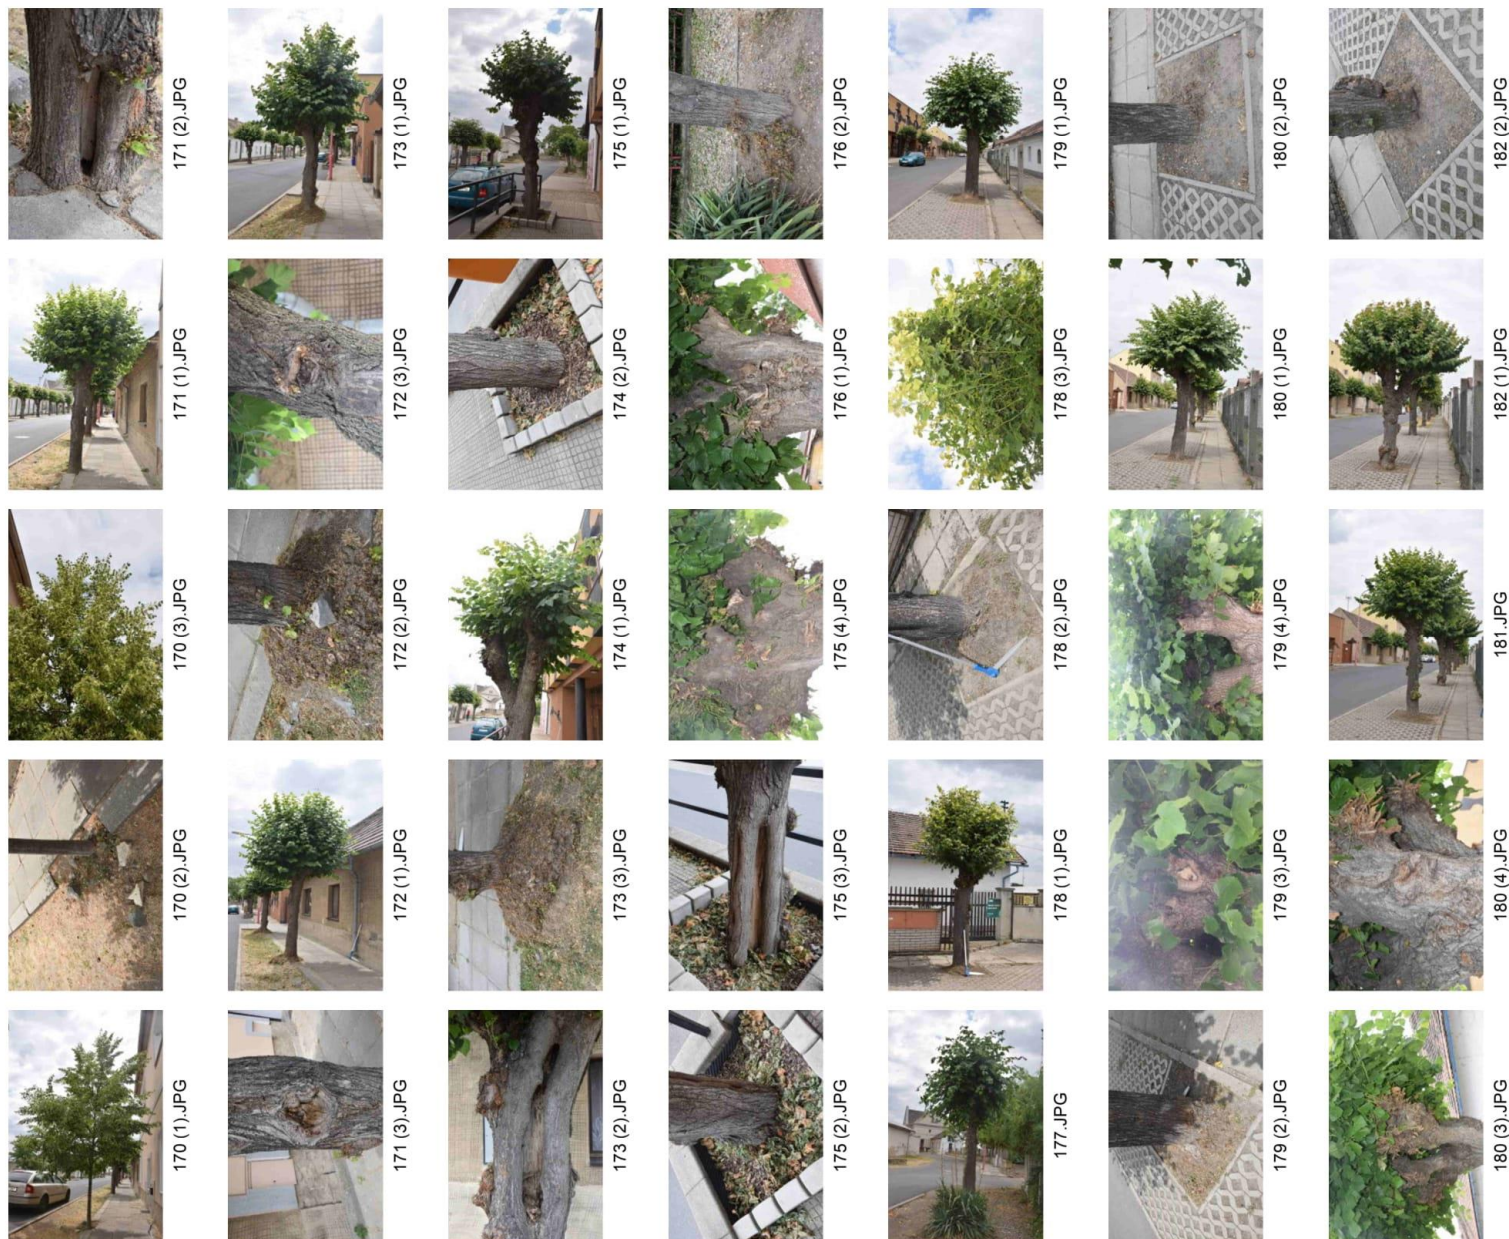 170 (1).JPG
170 (2).JPG
170 (3).JPG
171 (1).JPG
171 (2).JPG
171 (3).JPG
172 (1).JPG
172 (2).JPG
172 (3).JPG
173 (1).JPG
173 (2).JPG
173 (3).JPG
174 (1).JPG
174 (2).JPG
175 (1).JPG
175 (2).JPG
175 (3).JPG
175 (4).JPG
176 (1).JPG
176 (2).JPG
177.JPG
178 (1).JPG
178 (2).JPG
178 (3).JPG
179 (1).JPG
179 (2).JPG
179 (3).JPG
179 (4).JPG
180 (1).JPG
180 (2).JPG
180 (3).JPG
180 (4).JPG
181.JPG
182 (1).JPG
182 (2).JPG